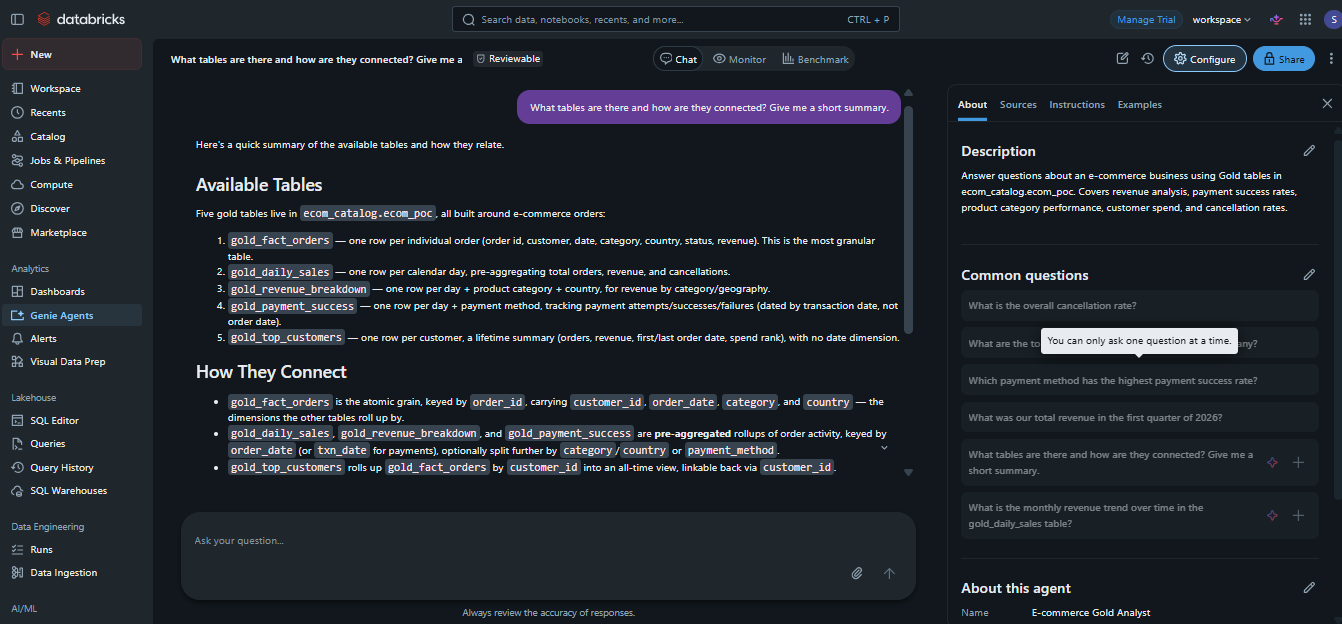 databricks
Search data, notebooks, recents, and more...
CTRL + P
Manage Trial
workspace
S
New
Workspace
Recents
Catalog
Jobs & Pipelines
Compute
Discover
Marketplace
Analytics
Dashboards
Genie Agents
Alerts
Visual Data Prep
Lakehouse
SQL Editor
Queries
Query History
SQL Warehouses
Data Engineering
Runs
Data Ingestion
AI/ML
What tables are there and how are they connected? Give me a
Reviewable
Chat
Monitor
Benchmark
Configure
Share
What tables are there and how are they connected? Give me a short summary.
Here's a quick summary of the available tables and how they relate.
Available Tables
Five gold tables live in ecom_catalog.ecom_poc, all built around e-commerce orders:
1. gold_fact_orders — one row per individual order (order id, customer, date, category, country, status, revenue). This is the most granular
table.
2. gold_daily_sales — one row per calendar day, pre-aggregating total orders, revenue, and cancellations.
3. gold_revenue_breakdown — one row per day + product category + country, for revenue by category/geography.
4. gold_payment_success — one row per day + payment method, tracking payment attempts/successes/failures (dated by transaction date, not
order date).
5. gold_top_customers — one row per customer, a lifetime summary (orders, revenue, first/last order date, spend rank), with no date dimension.
How They Connect
• gold_fact_orders is the atomic grain, keyed by order_id, carrying customer_id, order_date, category, and country — the
dimensions the other tables roll up by.
• gold_daily_sales, gold_revenue_breakdown, and gold_payment_success are pre-aggregated rollups of order activity, keyed by
order_date (or txn_date for payments), optionally split further by category/country or payment_method.
• gold_top_customers rolls up gold_fact_orders by customer_id into an all-time view, linkable back via customer_id.
Ask your question...
Always review the accuracy of responses.
About
Sources
Instructions
Examples
Description
Answer questions about an e-commerce business using Gold tables in
ecom_catalog.ecom_poc. Covers revenue analysis, payment success rates,
product category performance, customer spend, and cancellation rates.
Common questions
What is the overall cancellation rate?
You can only ask one question at a time.
What are the to
any?
Which payment method has the highest payment success rate?
What was our total revenue in the first quarter of 2026?
What tables are there and how are they connected? Give me a
short summary.
What is the monthly revenue trend over time in the
gold_daily_sales table?
About this agent
Name
E-commerce Gold Analyst